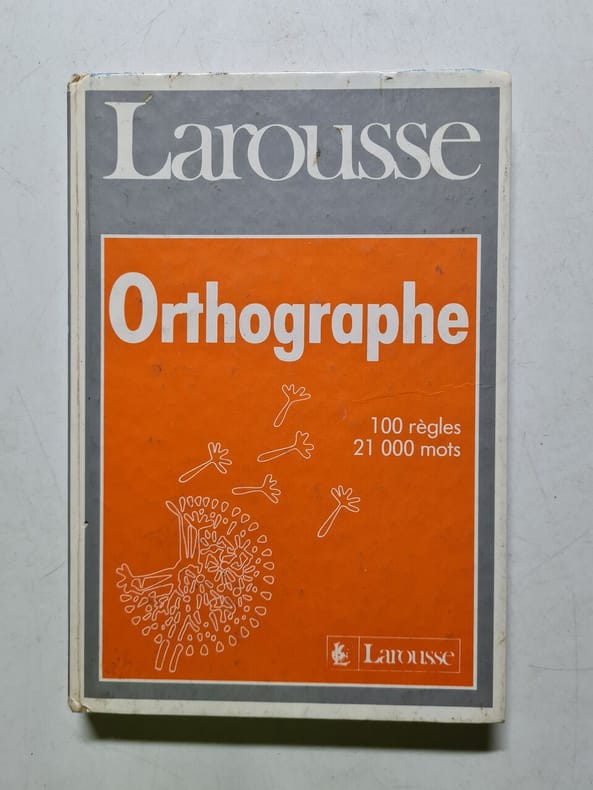 Larousse
Orthographe
100 règles
21 000 mots
Larousse